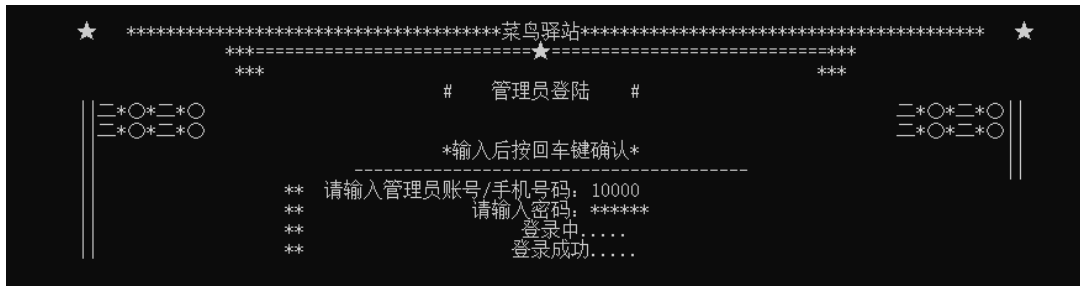 ★ **************************************菜鸟驿站***************************************** ★
***============================★============================***
*** ***
# 管理员登陆 #
||二*○*二*○ 二*○*二*○||
||二*○*二*○ 二*○*二*○||
*输入后按回车键确认*
----------------------------------------
** 请输入管理员账号/手机号码：10000
** 请输入密码：******
** 登录中.....
** 登录成功.....